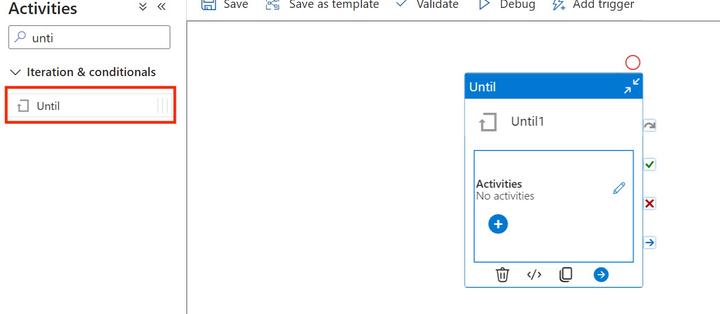 Activities
Save
Save as template
Validate
Debug
Add trigger
unti
Iteration & conditionals
Until
Until
Until1
Activities
No activities